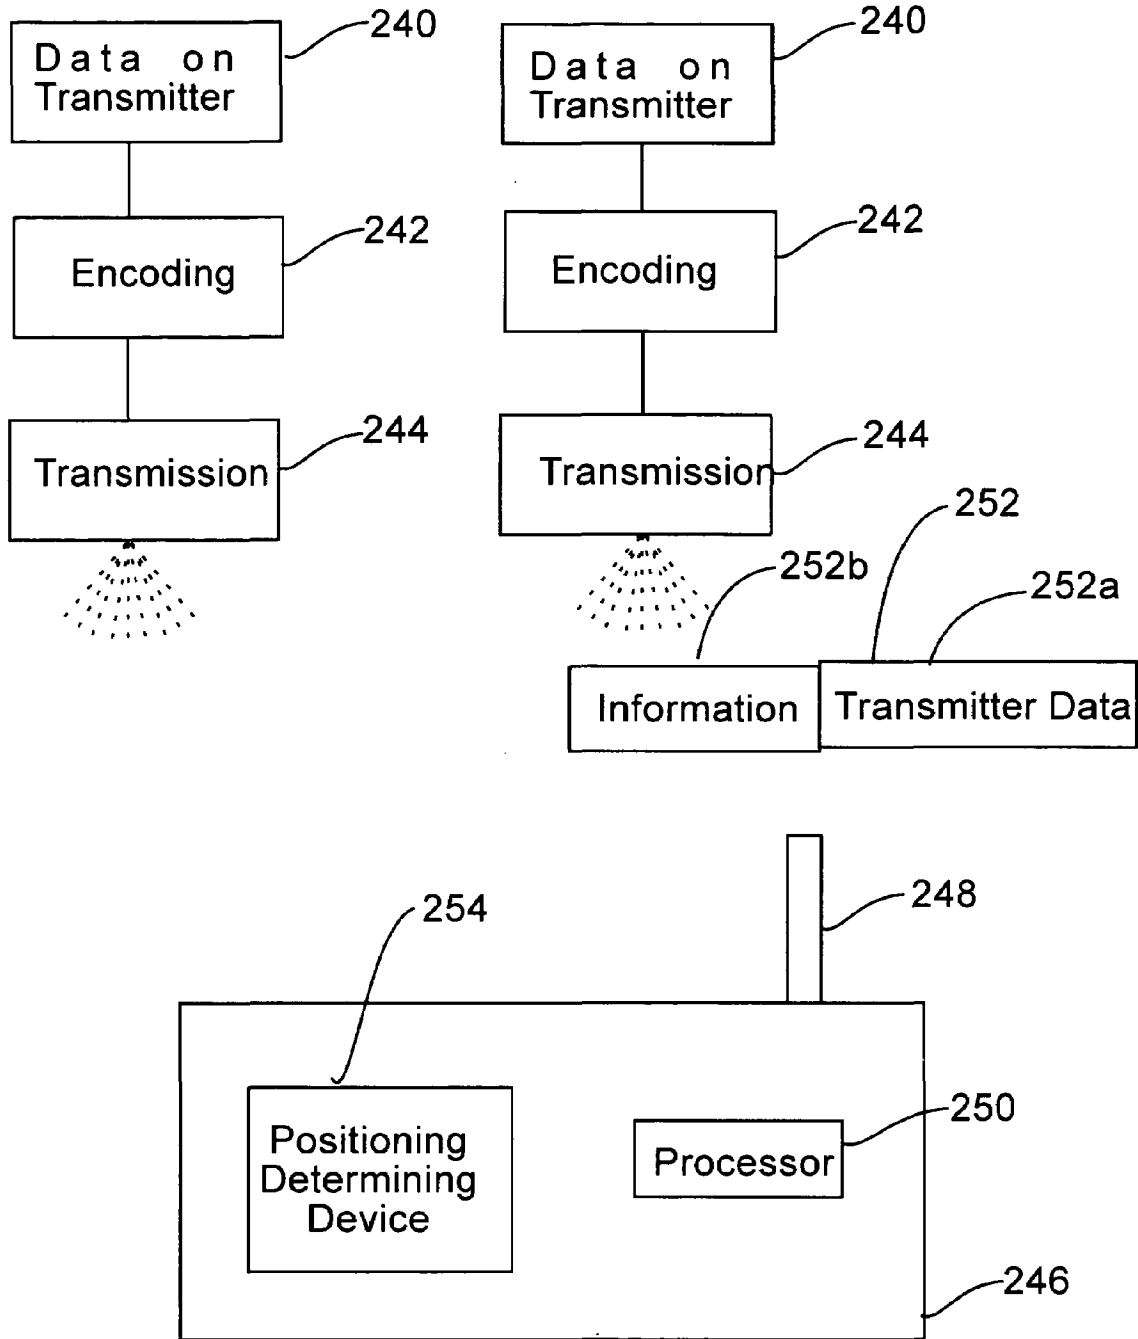 240
Data on
Transmitter
240
Data on
Transmitter
242
Encoding
242
Encoding
244
Transmission
244
Transmission
252
252b
252a
Information
Transmitter Data
248
254
250
Positioning
Determining
Device
Processor
246